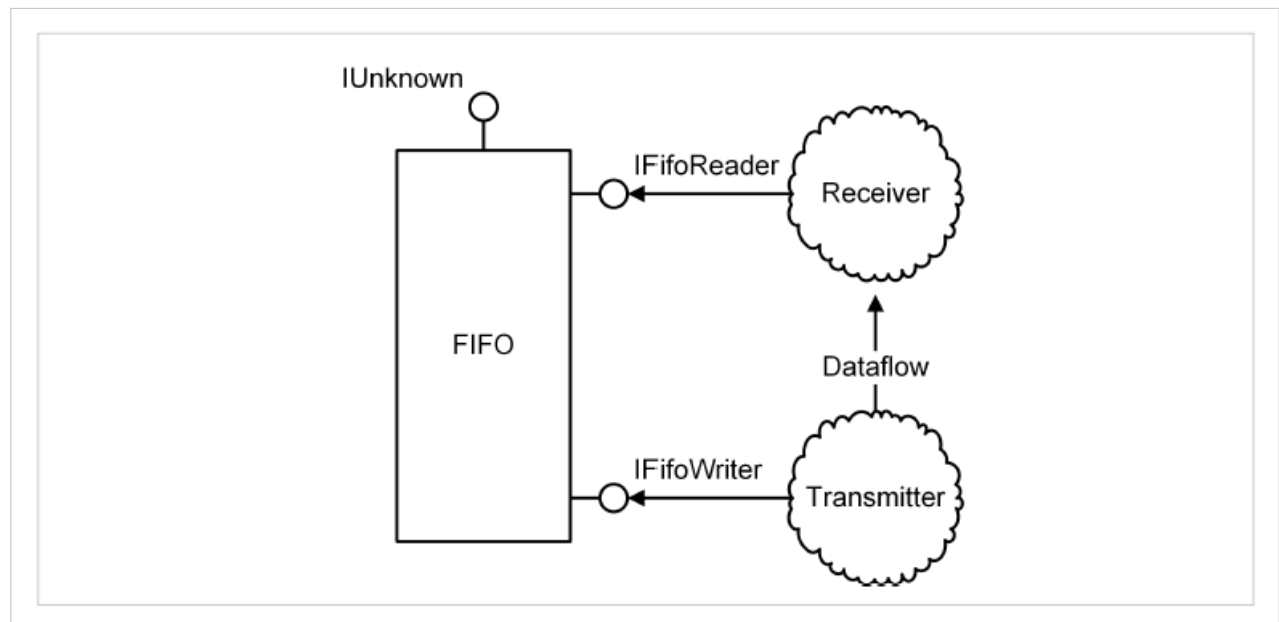 IUnknown
IFifoReader
Receiver
FIFO
Dataflow
IFifoWriter
Transmitter